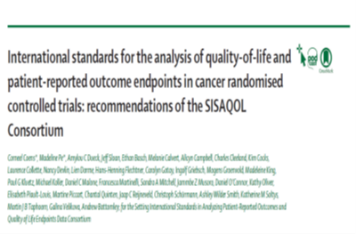 International standards for the analysis of quality-of-life and
patient-reported outcome endpoints in cancer randomised
controlled trials: recommendations of the SISAQOL
Consortium
Corneel Coens*, Madeline Pe*, Amylou C Dueck, Jeff Sloan, Ethan Basch, Melanie Calvert, Alicyn Campbell, Charles Cleeland, Kim Cocks,
Laurence Collette, Nancy Devlin, Lien Dorme, Hans-Henning Flechtner, Carolyn Gotay, Ingolf Griebsch, Mogens Groenvold, Madeleine King,
Paul G Kluetz, Michael Koller, Daniel C Malone, Francesca Martinelli, Sandra A Mitchell, Jammbe Z Musoro, Daniel O'Connor, Kathy Oliver,
Elisabeth Piault-Louis, Martine Piccart, Chantal Quinten, Jaap C Reijneveld, Christoph Schürmann, Ashley Wilder Smith, Katherine M Soltys,
Martin J B Taphoorn, Galina Velikova, Andrew Bottomley, for the Setting International Standards in Analyzing Patient-Reported Outcomes and
Quality of Life Endpoints Data Consortium